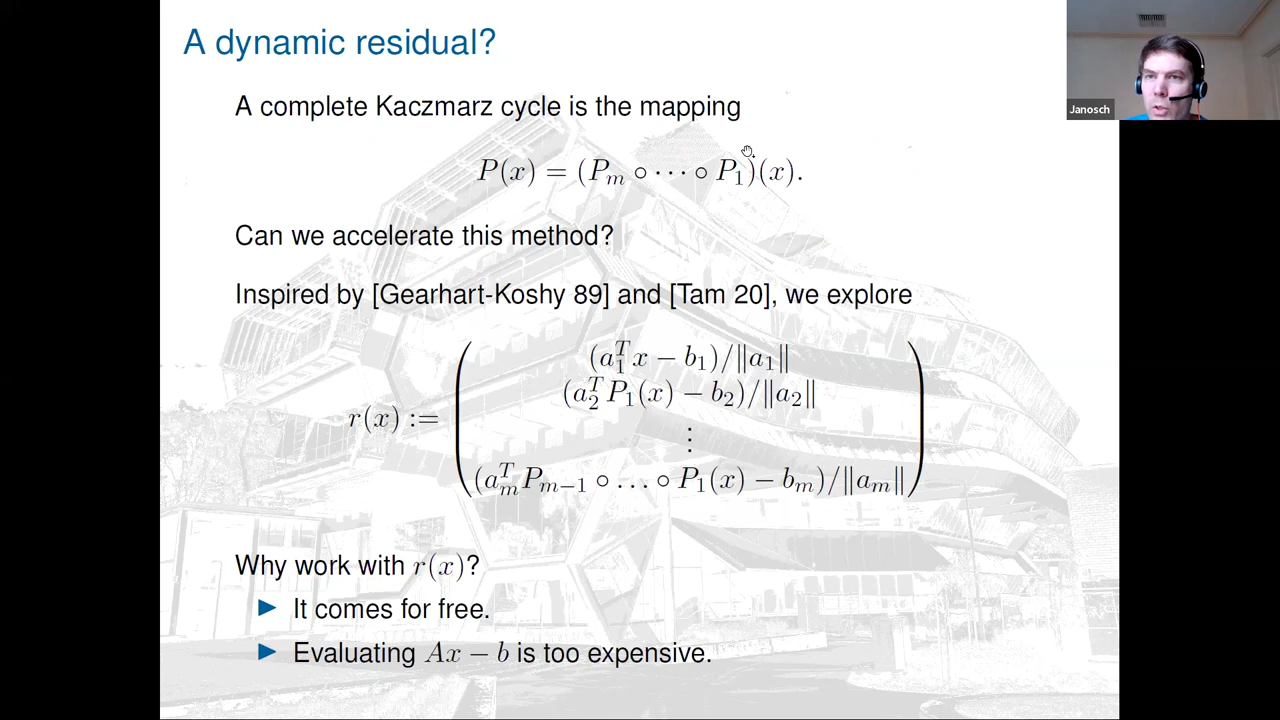 A dynamic residual?
Janosch
A complete Kaczmarz cycle is the mapping
P(x) = (P_m ∘ ⋯ ∘ P_1)(x).
Can we accelerate this method?
Inspired by [Gearhart-Koshy 89] and [Tam 20], we explore
r(x) :=
(a_1^T x − b_1)/‖a_1‖
(a_2^T P_1(x) − b_2)/‖a_2‖
⋮
(a_m^T P_{m−1} ∘ … ∘ P_1(x) − b_m)/‖a_m‖
Why work with r(x)?
▶ It comes for free.
▶ Evaluating Ax − b is too expensive.